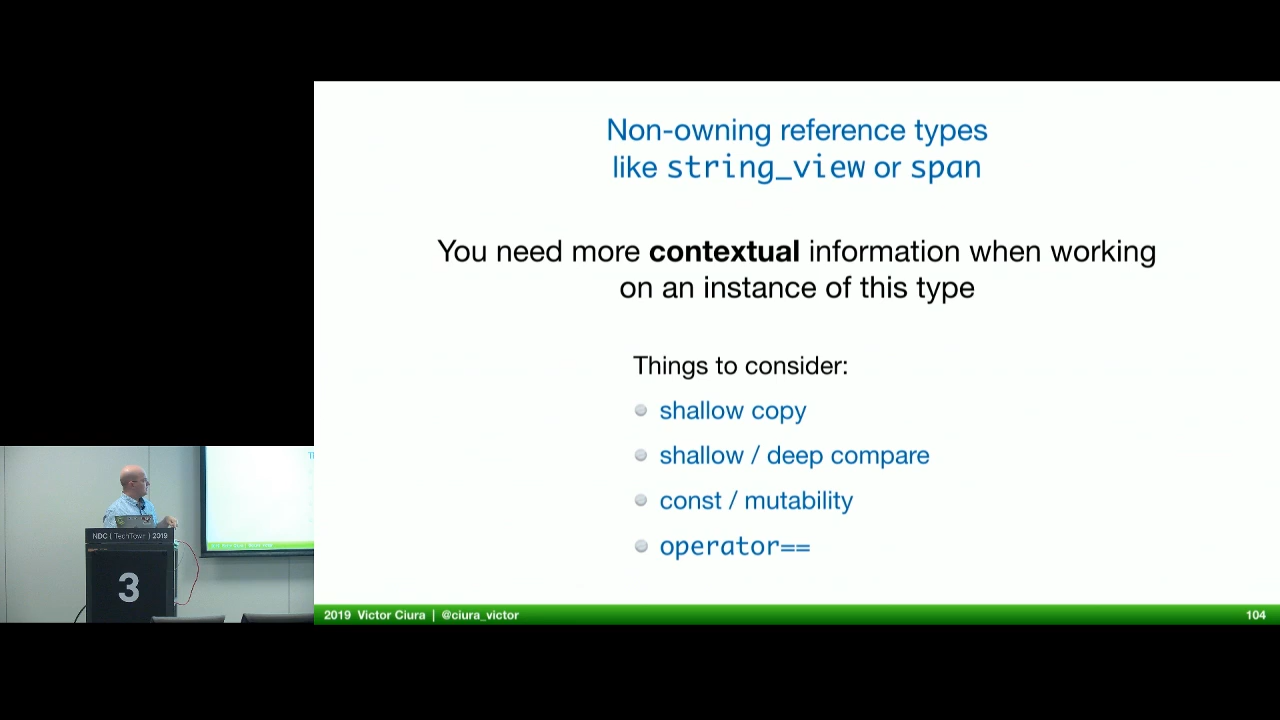 Non-owning reference types
like string_view or span
You need more contextual information when working
on an instance of this type
Things to consider:
shallow copy
shallow / deep compare
const / mutability
operator==
NDC | TechTown | 2019
3
2019 Victor Ciura | @ciura_victor
104